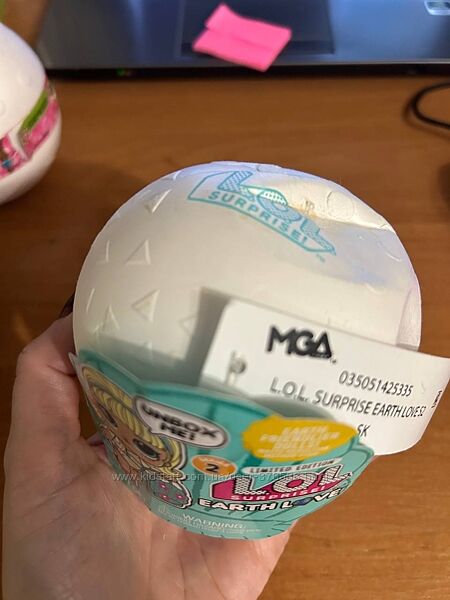 L.O.L.
SURPRISE!
™
MGA
035051425335
L.O.L. SURPRISE EARTH LOVE S2
SK
UNBOX
ME!
EARTH
FRIENDLIER
2
LIMITED EDITION
L.O.L.
SURPRISE!
EARTH LOVE
WARNING: